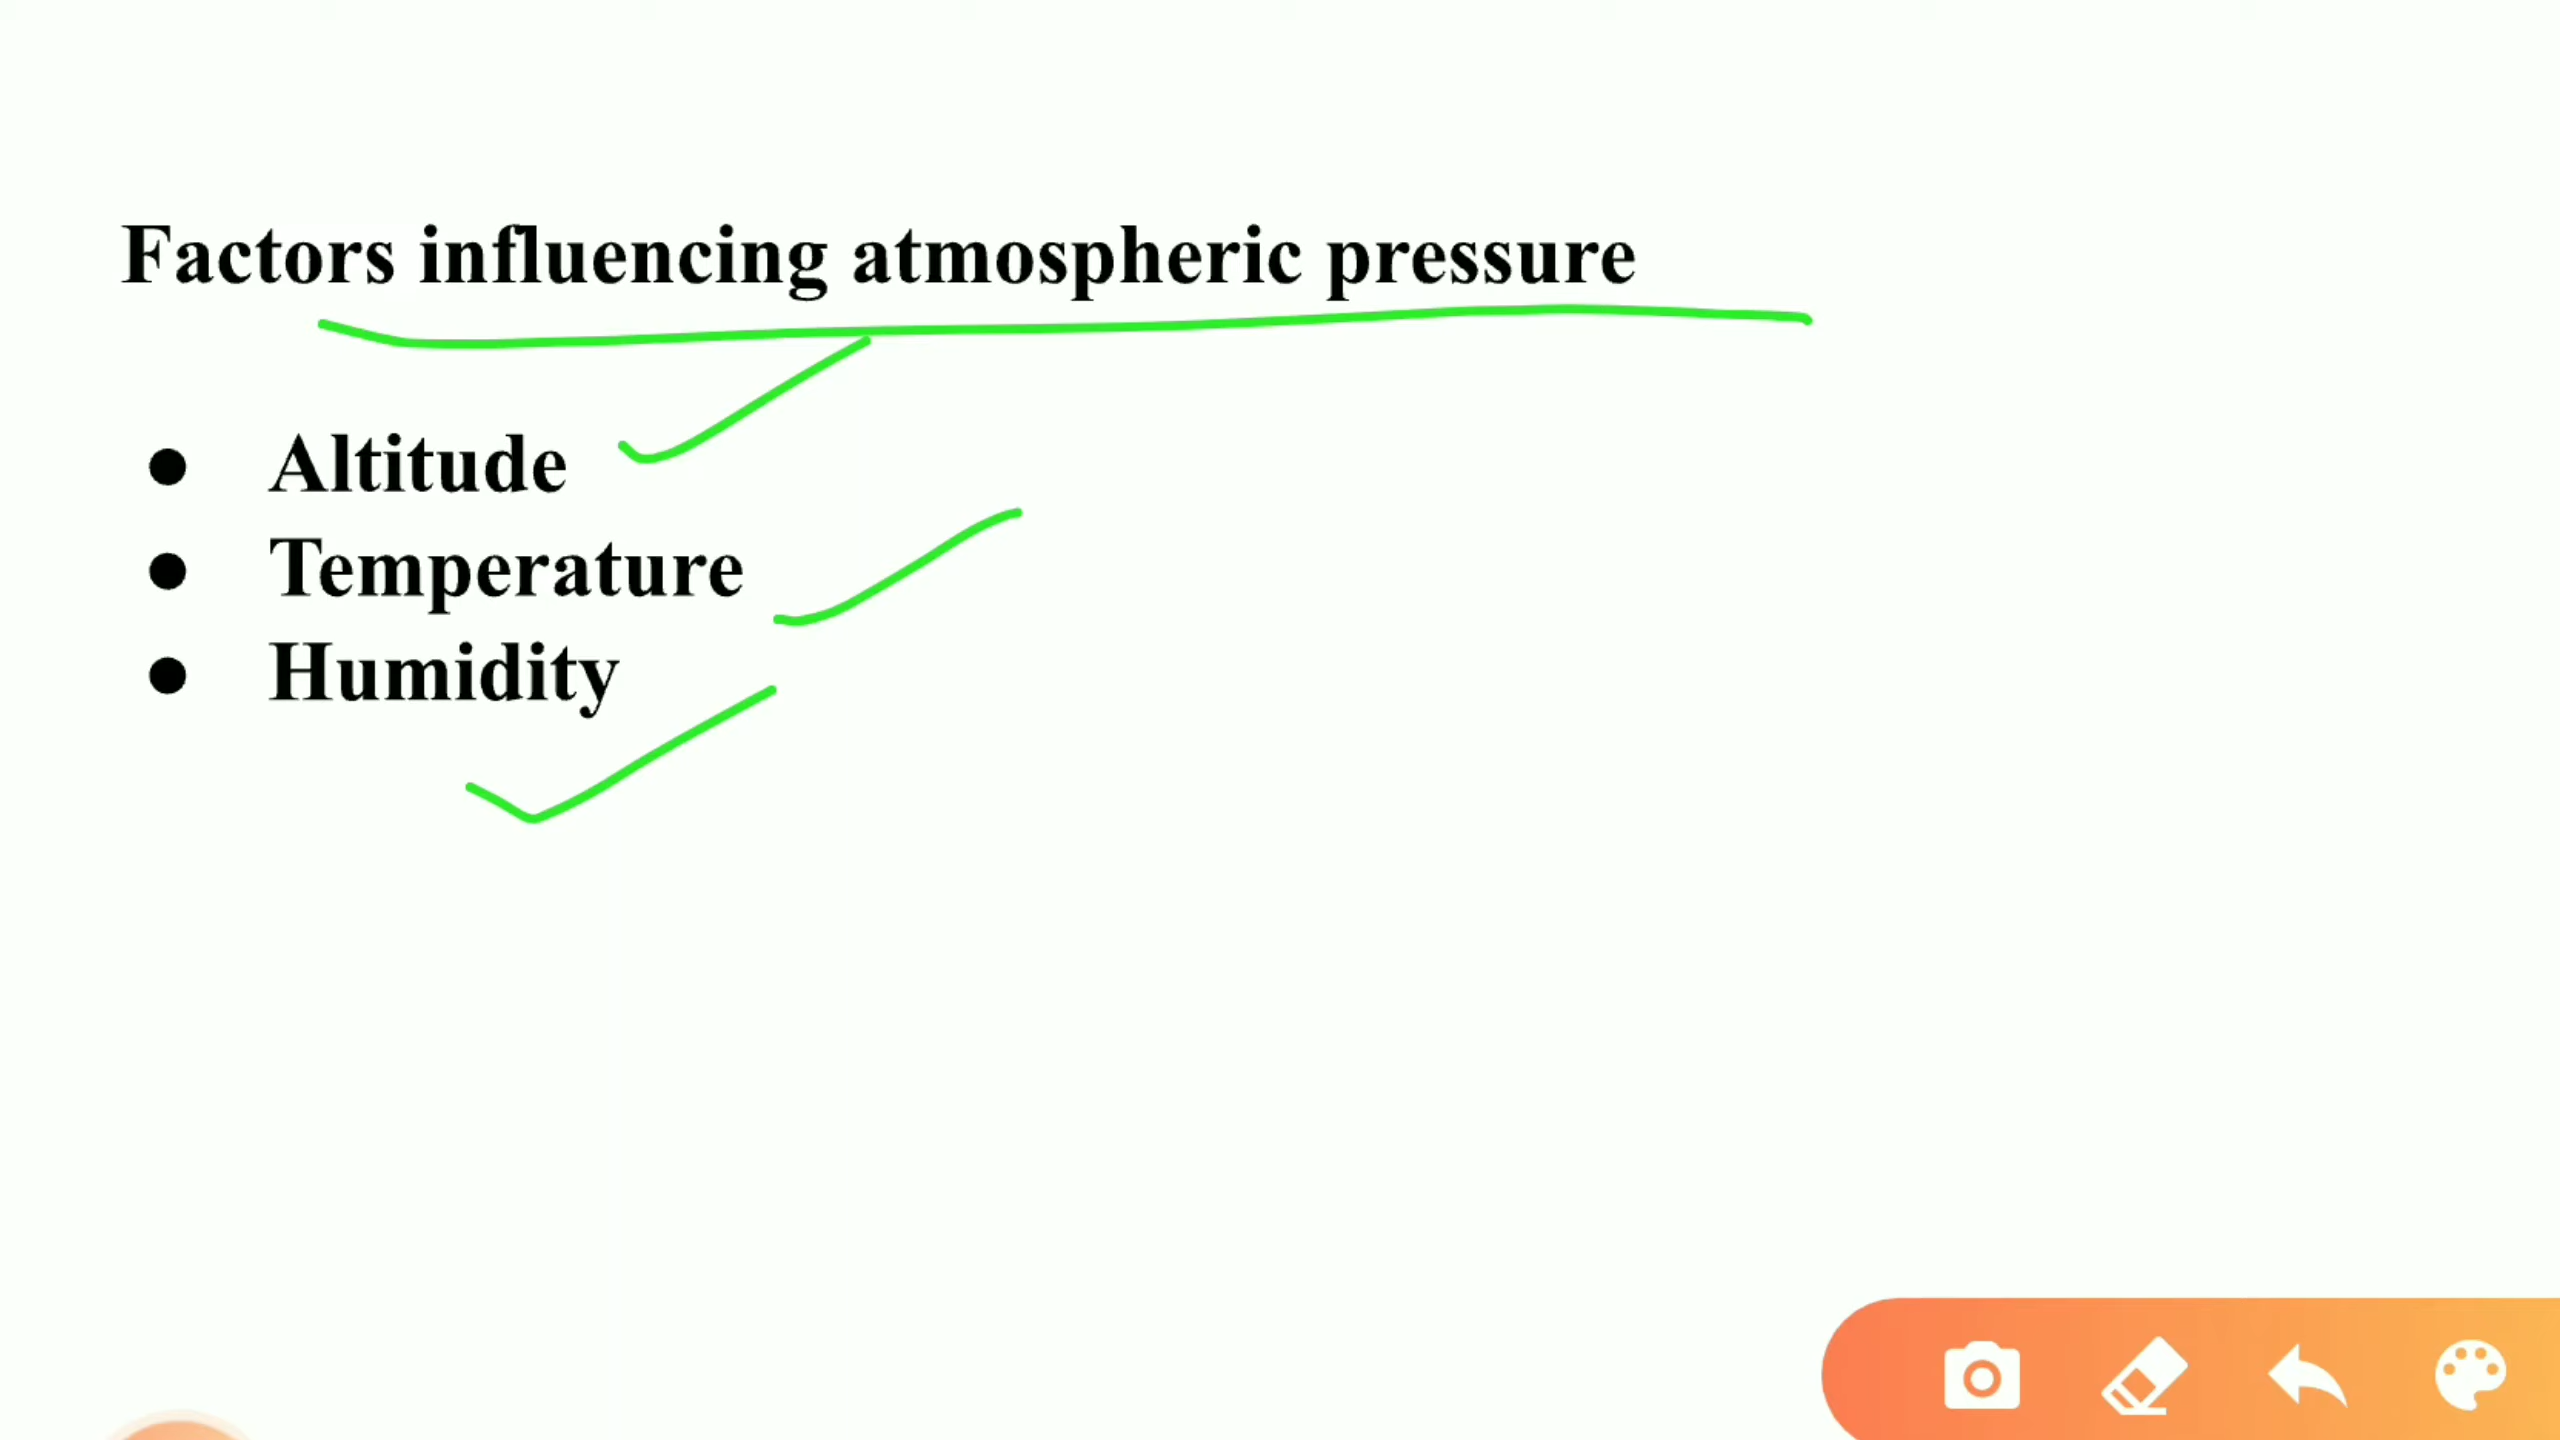 Factors influencing atmospheric pressure
● Altitude
● Temperature
● Humidity